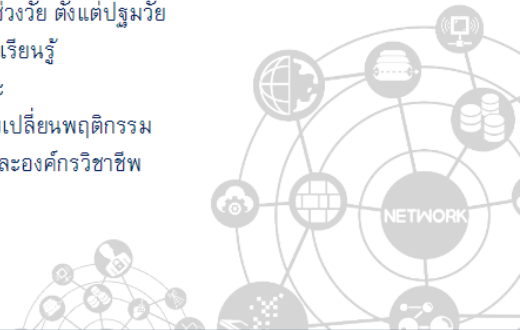 ช่วงวัย ตั้งแต่ปฐมวัย
เรียนรู้
เปลี่ยนพฤติกรรม
และองค์กรวิชาชีพ
NETWORK